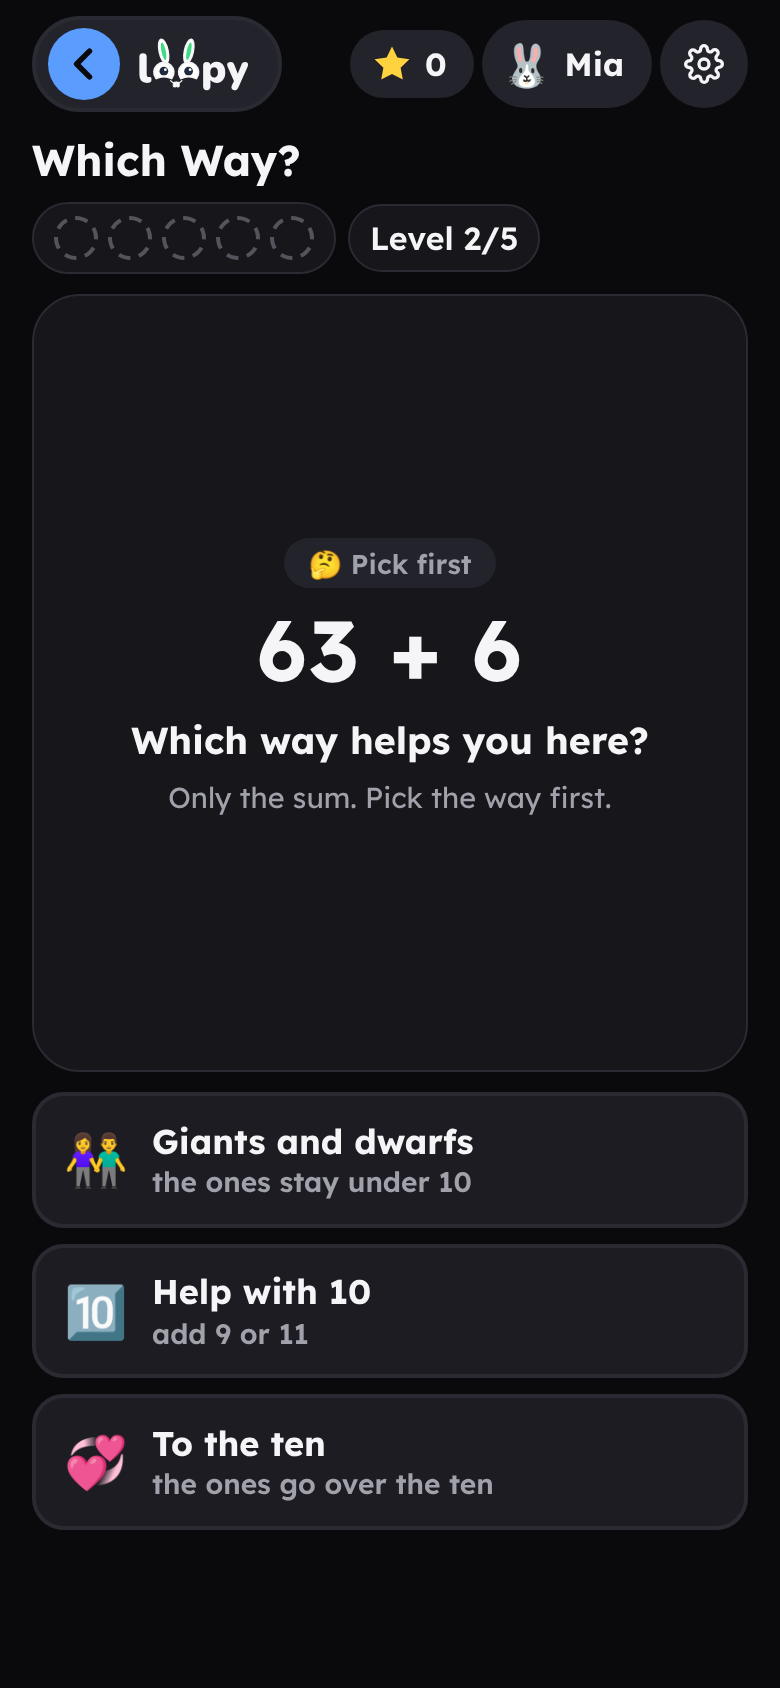 loopy
0
Mia
Which Way?
Level 2/5
🤔 Pick first
63 + 6
Which way helps you here?
Only the sum. Pick the way first.
Giants and dwarfs
the ones stay under 10
10
Help with 10
add 9 or 11
To the ten
the ones go over the ten